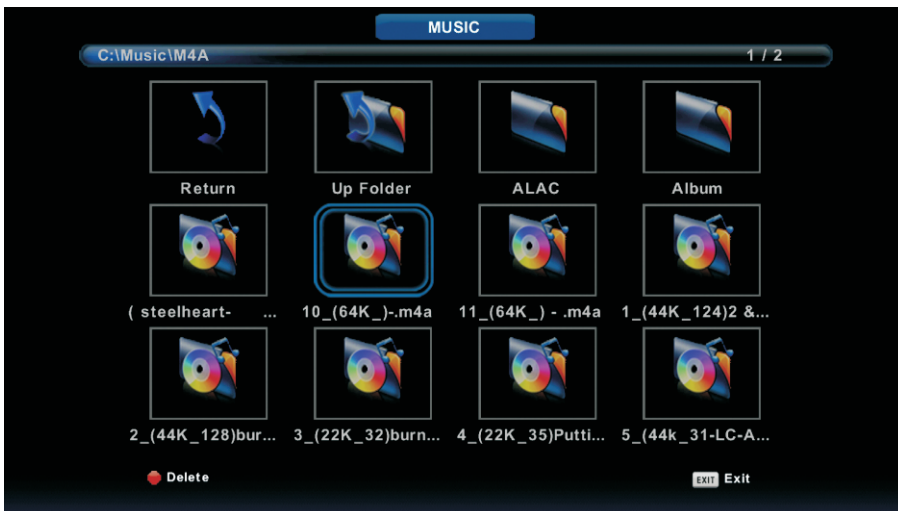 MUSIC
C:\Music\M4A 1 / 2
Return Up Folder ALAC Album
( steelheart- ... 10_(64K_)-.m4a 11_(64K_) - .m4a 1_(44K_124)2 &...
2_(44K_128)bur... 3_(22K_32)burn... 4_(22K_35)Putti... 5_(44k_31-LC-A...
Delete EXIT Exit